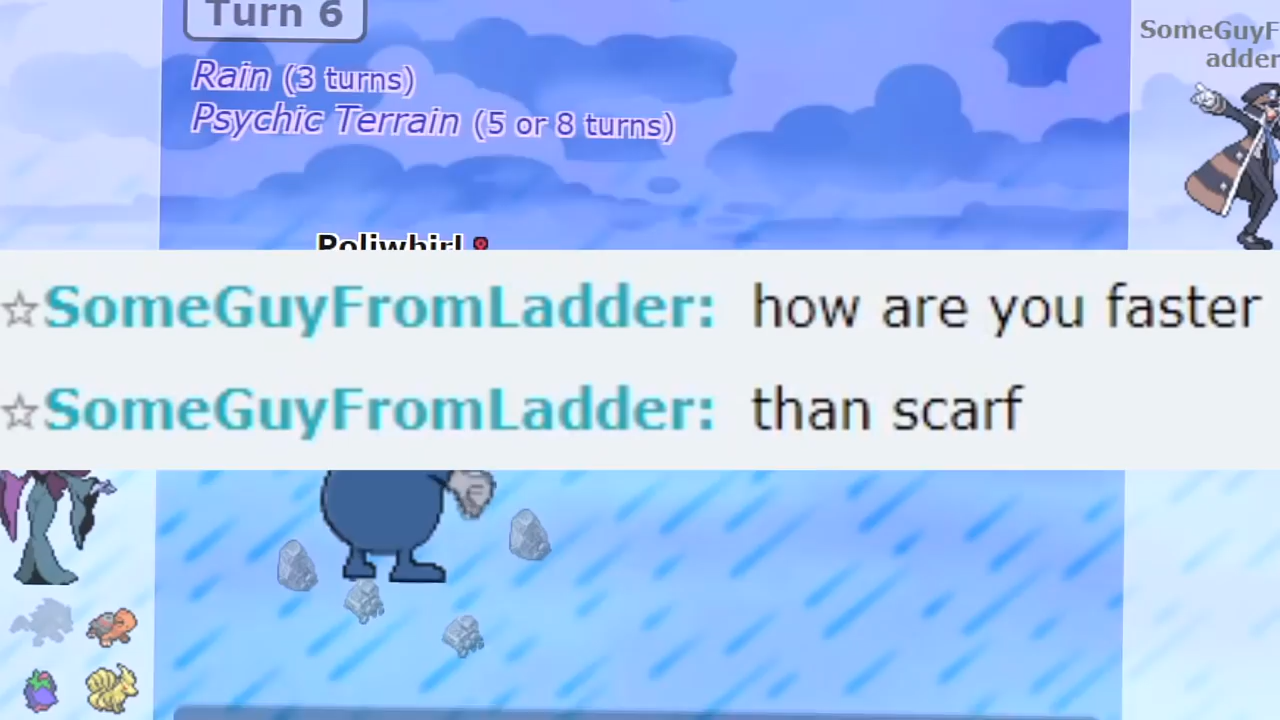 Turn 6
Rain (3 turns)
Psychic Terrain (5 or 8 turns)
SomeGuyF
adder
Poliwhirl
☆SomeGuyFromLadder: how are you faster
☆SomeGuyFromLadder: than scarf